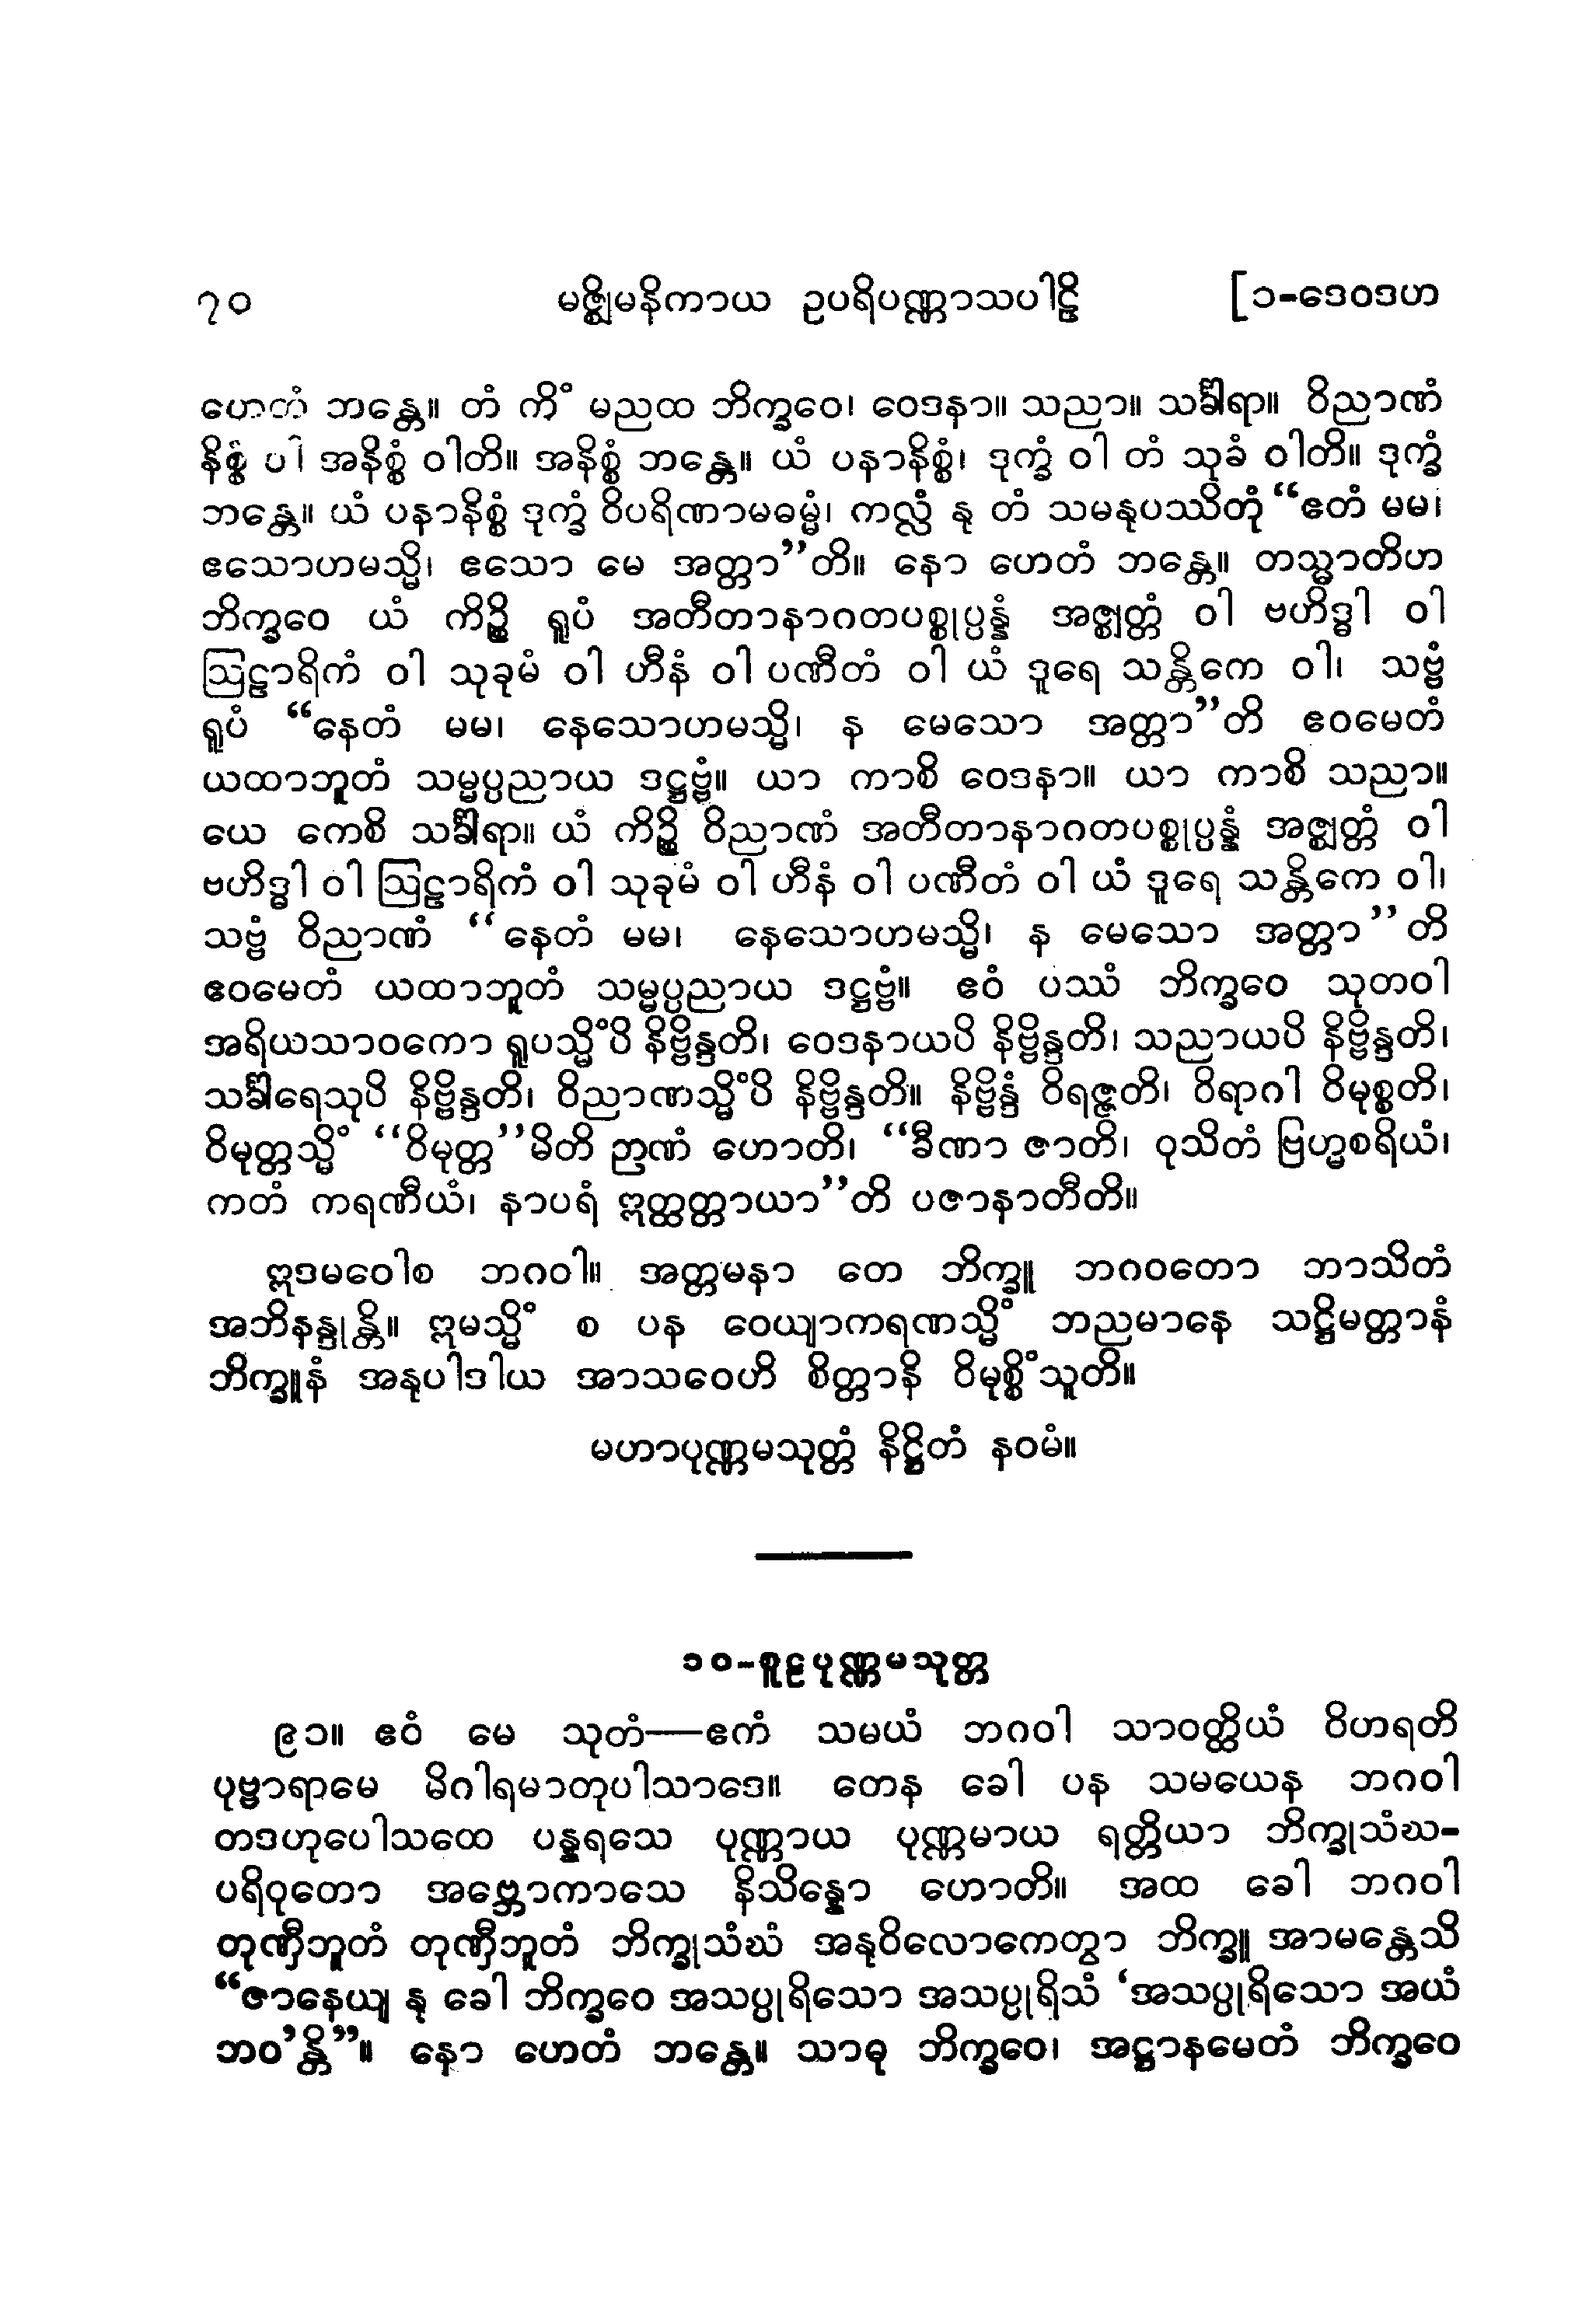 ၇၀ မဇ္ဈိမနိကာယ ဥပရိပဏ္ဏာသပါဠိ [၁-ဒေဝဒဟ
ဟေတံ ဘန္တေ။ တံ ကိံ မညထ ဘိက္ခဝေ၊ ဝေဒနာ။ သညာ။ သင်္ခါရာ။ ဝိညာဏံ
နိစ္စံ ဝါ အနိစ္စံ ဝါတိ။ အနိစ္စံ ဘန္တေ။ ယံ ပနာနိစ္စံ၊ ဒုက္ခံ ဝါ တံ သုခံ ဝါတိ။ ဒုက္ခံ
ဘန္တေ။ ယံ ပနာနိစ္စံ ဒုက္ခံ ဝိပရိဏာမဓမ္မံ၊ ကလ္လံ နု တံ သမနုပဿိတုံ “ဧတံ မမ၊
ဧသောဟမသ္မိ၊ ဧသော မေ အတ္တာ”တိ။ နော ဟေတံ ဘန္တေ။ တသ္မာတိဟ
ဘိက္ခဝေ ယံ ကိဉ္စိ ရူပံ အတီတာနာဂတပစ္စုပ္ပန္နံ အဇ္ဈတ္တံ ဝါ ဗဟိဒ္ဓါ ဝါ
ဩဠာရိကံ ဝါ သုခုမံ ဝါ ဟီနံ ဝါ ပဏီတံ ဝါ ယံ ဒူရေ သန္တိကေ ဝါ၊ သဗ္ဗံ
ရူပံ “နေတံ မမ၊ နေသောဟမသ္မိ၊ န မေသော အတ္တာ”တိ ဧဝမေတံ
ယထာဘူတံ သမ္မပ္ပညာယ ဒဋ္ဌဗ္ဗံ။ ယာ ကာစိ ဝေဒနာ။ ယာ ကာစိ သညာ။
ယေ ကေစိ သင်္ခါရာ။ ယံ ကိဉ္စိ ဝိညာဏံ အတီတာနာဂတပစ္စုပ္ပန္နံ အဇ္ဈတ္တံ ဝါ
ဗဟိဒ္ဓါ ဝါ ဩဠာရိကံ ဝါ သုခုမံ ဝါ ဟီနံ ဝါ ပဏီတံ ဝါ ယံ ဒူရေ သန္တိကေ ဝါ၊
သဗ္ဗံ ဝိညာဏံ “နေတံ မမ၊ နေသောဟမသ္မိ၊ န မေသော အတ္တာ”တိ
ဧဝမေတံ ယထာဘူတံ သမ္မပ္ပညာယ ဒဋ္ဌဗ္ဗံ။ ဧဝံ ပဿံ ဘိက္ခဝေ သုတဝါ
အရိယသာဝကော ရူပသ္မိံပိ နိဗ္ဗိန္ဒတိ၊ ဝေဒနာယပိ နိဗ္ဗိန္ဒတိ၊ သညာယပိ နိဗ္ဗိန္ဒတိ၊
သင်္ခါရေသုပိ နိဗ္ဗိန္ဒတိ၊ ဝိညာဏသ္မိံပိ နိဗ္ဗိန္ဒတိ။ နိဗ္ဗိန္ဒံ ဝိရဇ္ဇတိ၊ ဝိရာဂါ ဝိမုစ္စတိ၊
ဝိမုတ္တသ္မိံ “ဝိမုတ္တ”မိတိ ဉာဏံ ဟောတိ၊ “ခီဏာ ဇာတိ၊ ဝုသိတံ ဗြဟ္မစရိယံ၊
ကတံ ကရဏီယံ၊ နာပရံ ဣတ္ထတ္တာယာ”တိ ပဇာနာတီတိ။
ဣဒမဝေါစ ဘဂဝါ။ အတ္တမနာ တေ ဘိက္ခူ ဘဂဝတော ဘာသိတံ
အဘိနန္ဒုန္တိ။ ဣမသ္မိံ စ ပန ဝေယျာကရဏသ္မိံ ဘညမာနေ သဋ္ဌိမတ္တာနံ
ဘိက္ခူနံ အနုပါဒါယ အာသဝေဟိ စိတ္တာနိ ဝိမုစ္စိံသူတိ။
မဟာပုဏ္ဏမသုတ္တံ နိဋ္ဌိတံ နဝမံ။
၁၀-စူဠပုဏ္ဏမသုတ္တ
၉၁။ ဧဝံ မေ သုတံ—ဧကံ သမယံ ဘဂဝါ သာဝတ္ထိယံ ဝိဟရတိ
ပုဗ္ဗာရာမေ မိဂါရမာတုပါသာဒေ။ တေန ခေါ ပန သမယေန ဘဂဝါ
တဒဟုပေါသထေ ပန္နရသေ ပုဏ္ဏာယ ပုဏ္ဏမာယ ရတ္တိယာ ဘိက္ခုသံဃ-
ပရိဝုတော အဗ္ဘောကာသေ နိသိန္နော ဟောတိ။ အထ ခေါ ဘဂဝါ
တုဏှီဘူတံ တုဏှီဘူတံ ဘိက္ခုသံဃံ အနုဝိလောကေတွာ ဘိက္ခူ အာမန္တေသိ
“ဇာနေယျ နု ခေါ ဘိက္ခဝေ အသပ္ပုရိသော အသပ္ပုရိသံ ‘အသပ္ပုရိသော အယံ
ဘဝ’န္တိ”။ နော ဟေတံ ဘန္တေ။ သာဓု ဘိက္ခဝေ၊ အဋ္ဌာနမေတံ ဘိက္ခဝေ